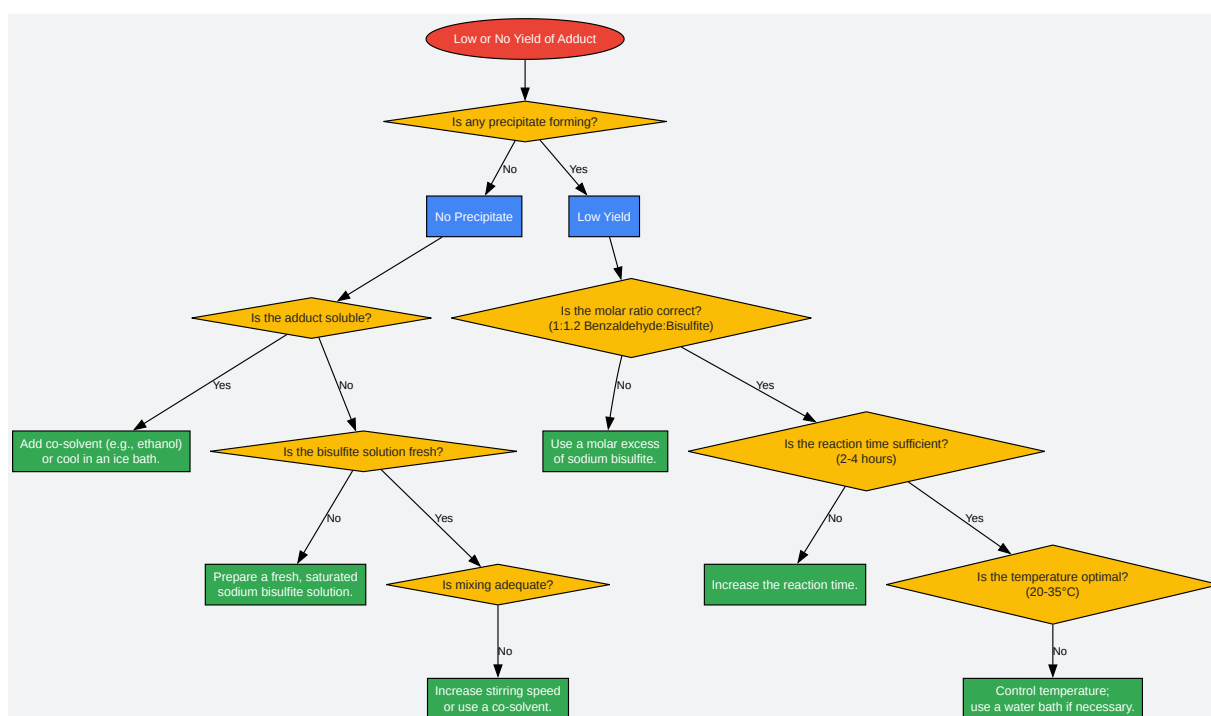 Low or No Yield of Adduct
Is any precipitate forming?
No
Yes
No Precipitate
Low Yield
Is the adduct soluble?
Is the molar ratio correct?
(1:1.2 Benzaldehyde:Bisulfite)
Yes
No
No
Yes
Add co-solvent (e.g., ethanol)
or cool in an ice bath.
Is the bisulfite solution fresh?
Use a molar excess
of sodium bisulfite.
Is the reaction time sufficient?
(2-4 hours)
No
Yes
No
Yes
Prepare a fresh, saturated
sodium bisulfite solution.
Is mixing adequate?
Increase the reaction time.
Is the temperature optimal?
(20-35°C)
No
No
Increase stirring speed
or use a co-solvent.
Control temperature;
use a water bath if necessary.